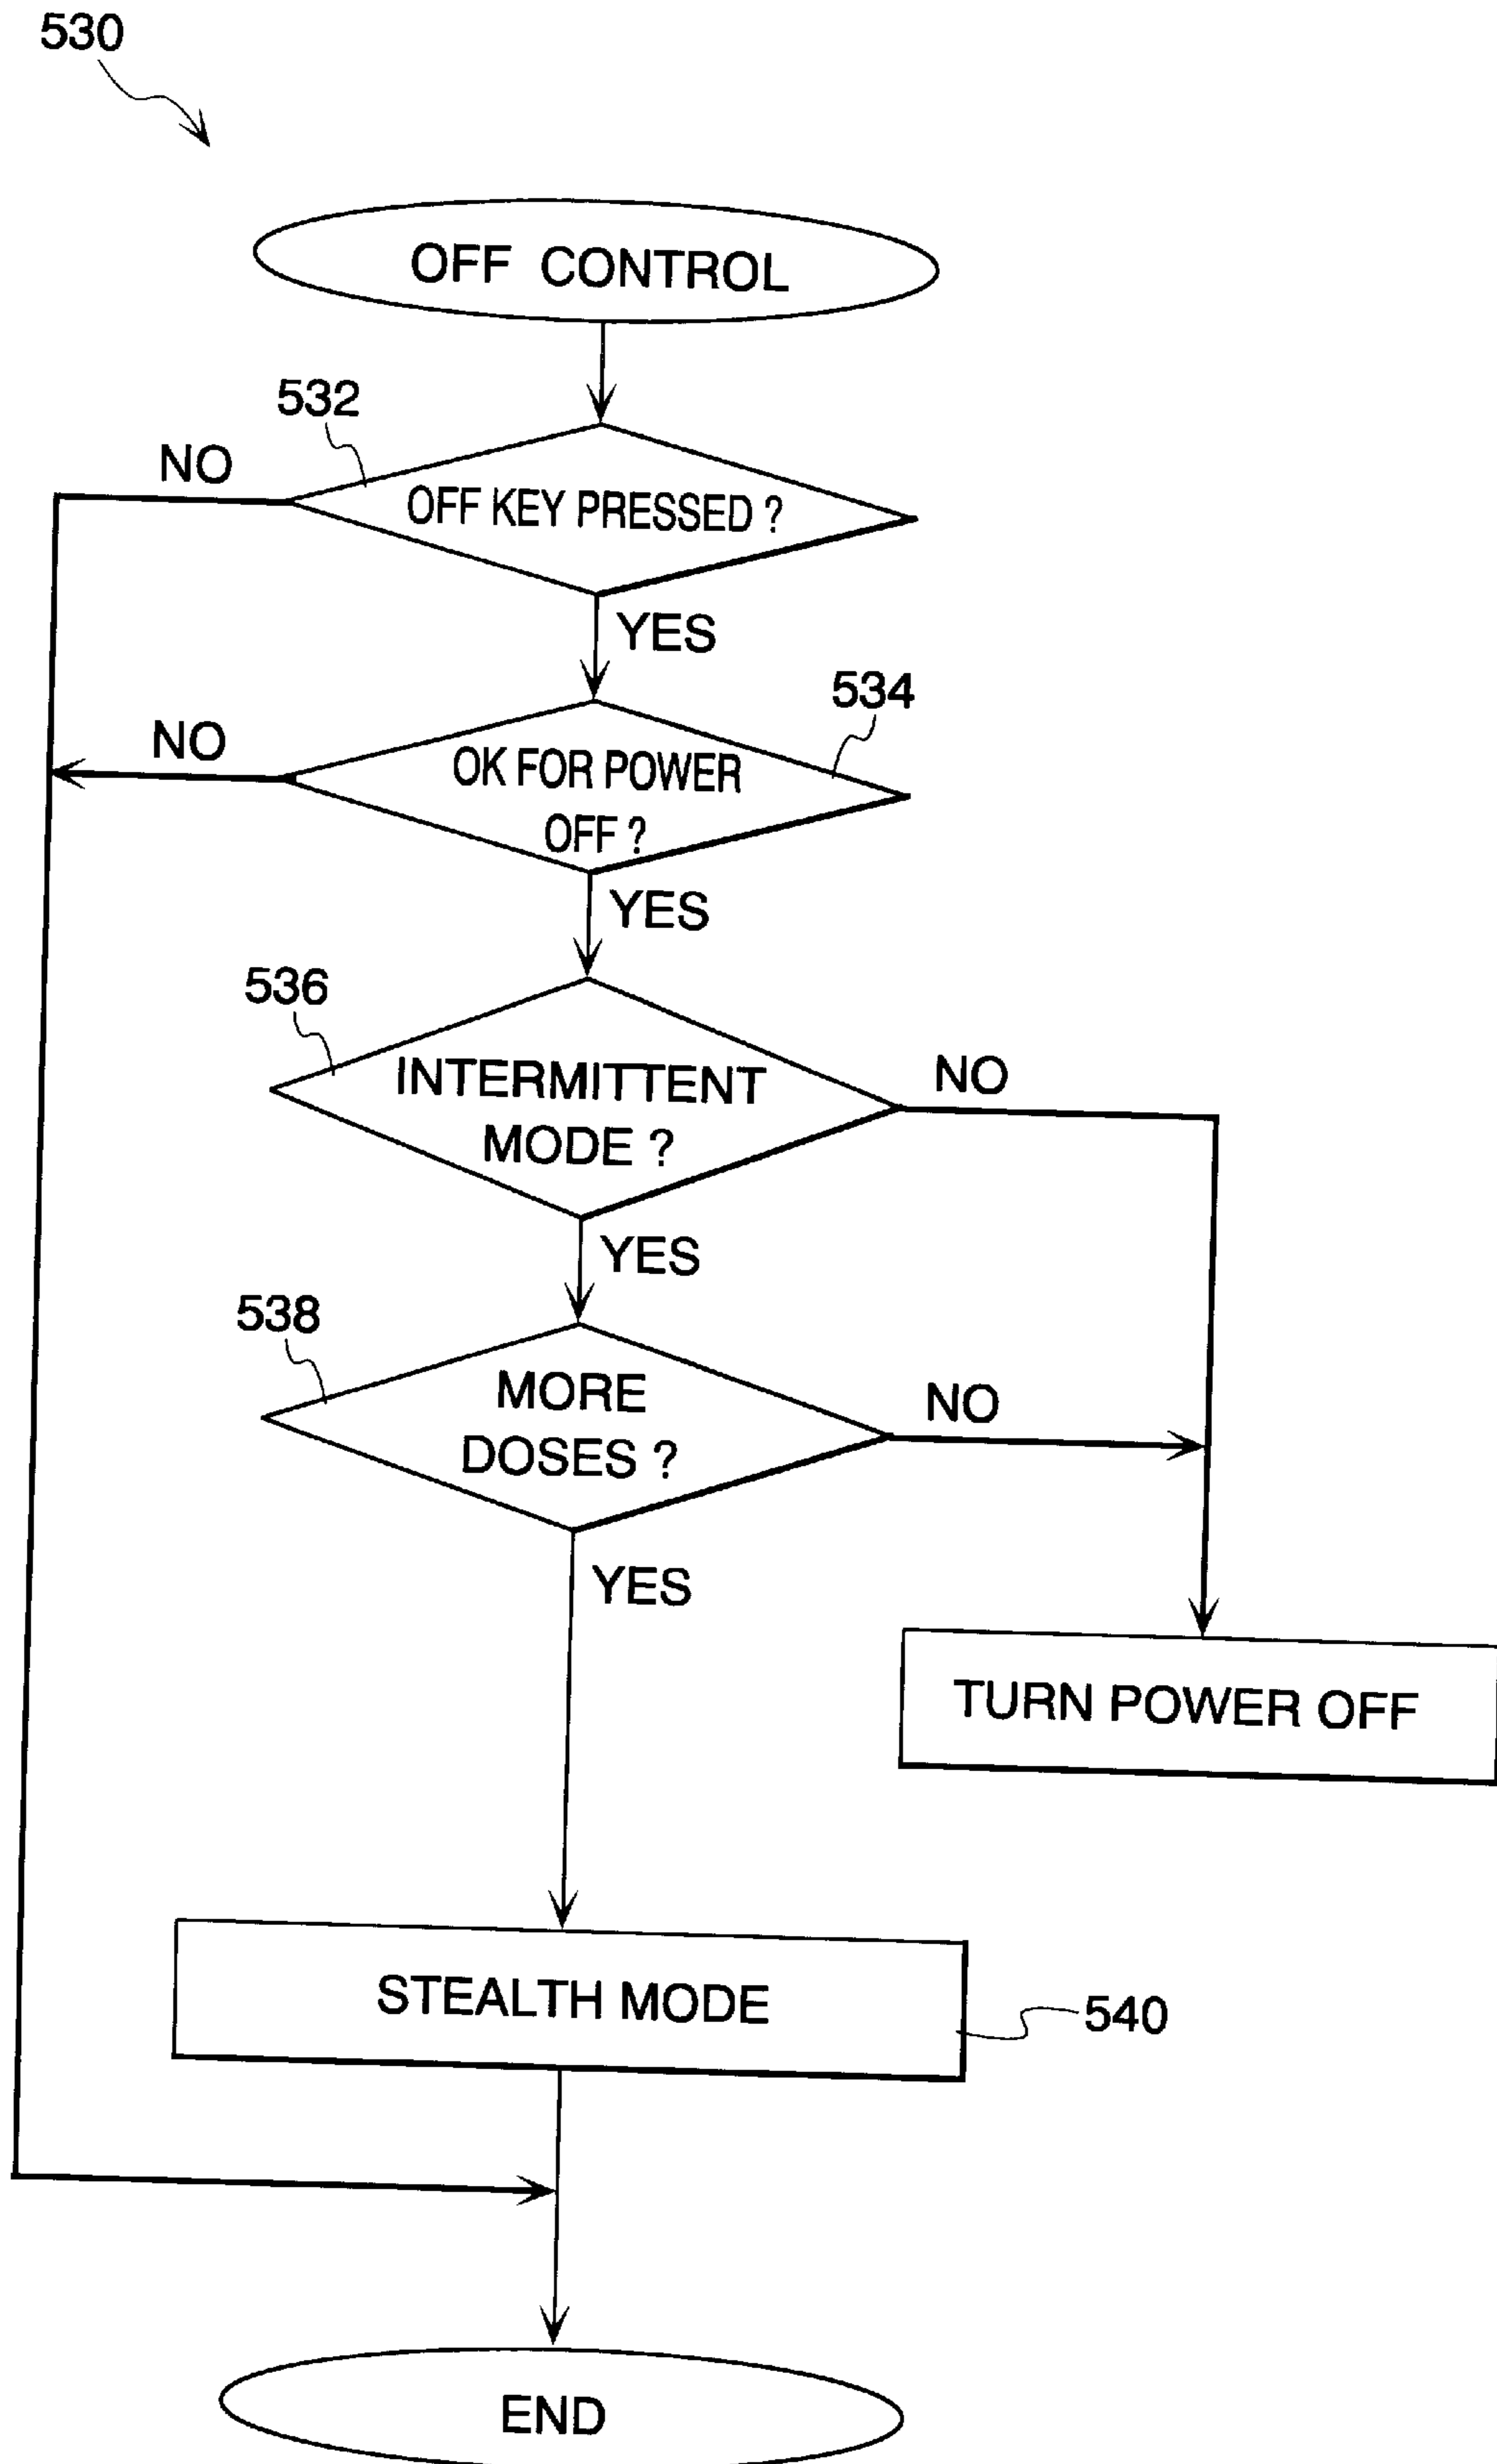 530
OFF CONTROL
532
NO
OFF KEY PRESSED ?
YES
534
NO
OK FOR POWER
OFF ?
YES
536
INTERMITTENT
MODE ?
NO
YES
538
MORE
DOSES ?
NO
YES
TURN POWER OFF
STEALTH MODE
540
END